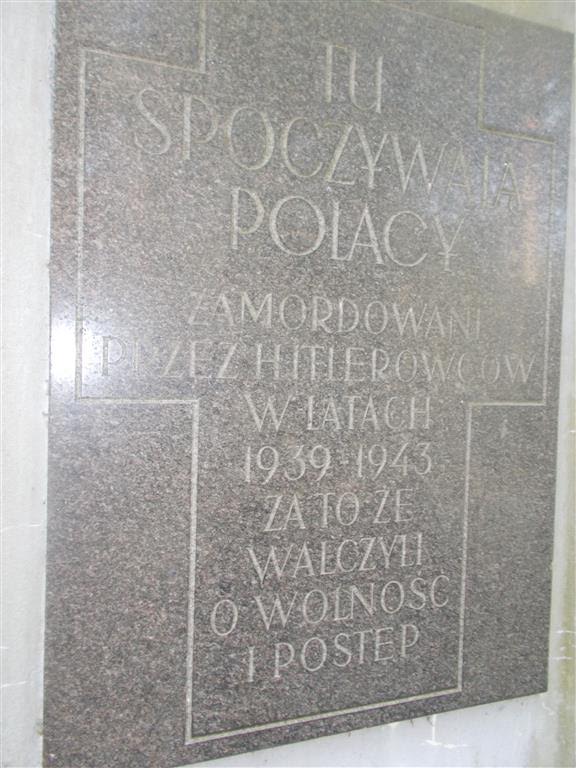 TU
SPOCZYWAJĄ
POLACY
ZAMORDOWANI
PRZEZ HITLEROWCÓW
W LATACH
1939-1943
ZA TO ŻE
WALCZYLI
O WOLNOŚĆ
I POSTĘP